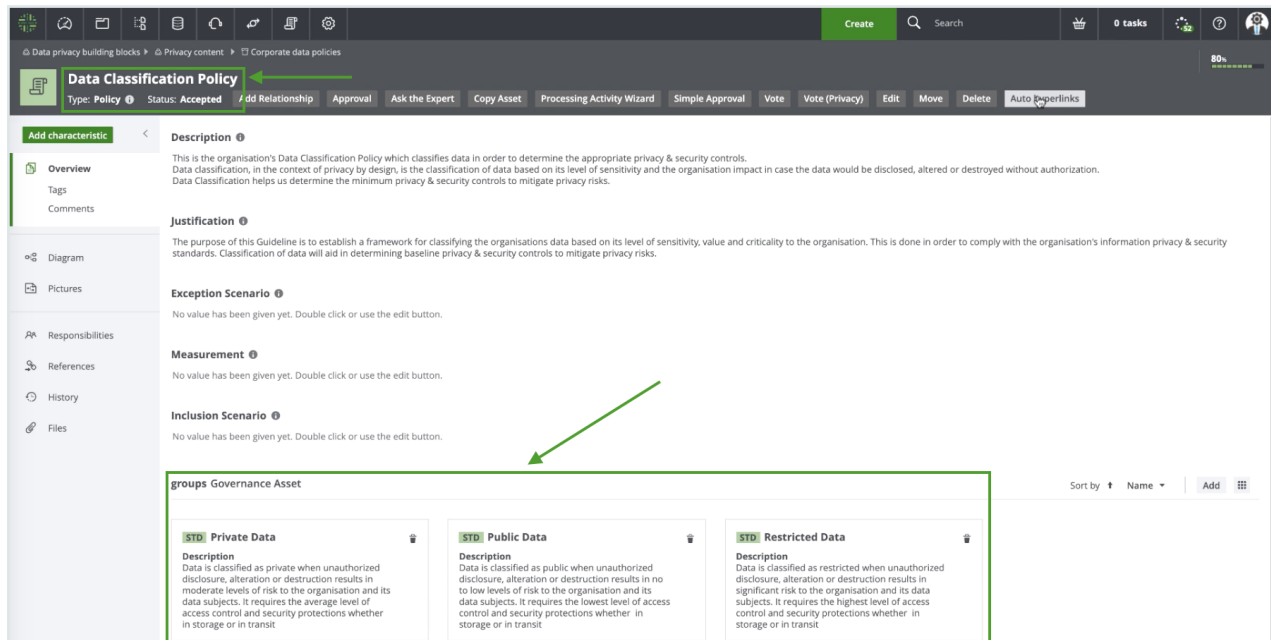 Create
Search
0 tasks
52
Data privacy building blocks
Privacy content
Corporate data policies
80%
Data Classification Policy
Type: Policy Status: Accepted
Add Relationship
Approval
Ask the Expert
Copy Asset
Processing Activity Wizard
Simple Approval
Vote
Vote (Privacy)
Edit
Move
Delete
Auto Hyperlinks
Add characteristic
Overview
Tags
Comments
Diagram
Pictures
Responsibilities
References
History
Files
Description
This is the organisation's Data Classification Policy which classifies data in order to determine the appropriate privacy & security controls.
Data classification, in the context of privacy by design, is the classification of data based on its level of sensitivity and the organisation impact in case the data would be disclosed, altered or destroyed without authorization.
Data Classification helps us determine the minimum privacy & security controls to mitigate privacy risks.
Justification
The purpose of this Guideline is to establish a framework for classifying the organisations data based on its level of sensitivity, value and criticality to the organisation. This is done in order to comply with the organisation's information privacy & security
standards. Classification of data will aid in determining baseline privacy & security controls to mitigate privacy risks.
Exception Scenario
No value has been given yet. Double click or use the edit button.
Measurement
No value has been given yet. Double click or use the edit button.
Inclusion Scenario
No value has been given yet. Double click or use the edit button.
groups Governance Asset
Sort by Name
Add
STD Private Data
Description
Data is classified as private when unauthorized
disclosure, alteration or destruction results in
moderate levels of risk to the organisation and its
data subjects. It requires the average level of
access control and security protections whether
in storage or in transit
STD Public Data
Description
Data is classified as public when unauthorized
disclosure, alteration or destruction results in no
to low levels of risk to the organisation and its
data subjects. It requires the lowest level of access
control and security protections whether in
storage or in transit
STD Restricted Data
Description
Data is classified as restricted when unauthorized
disclosure, alteration or destruction results in
significant risk to the organisation and its data
subjects. It requires the highest level of access
control and security protections whether in
storage or in transit